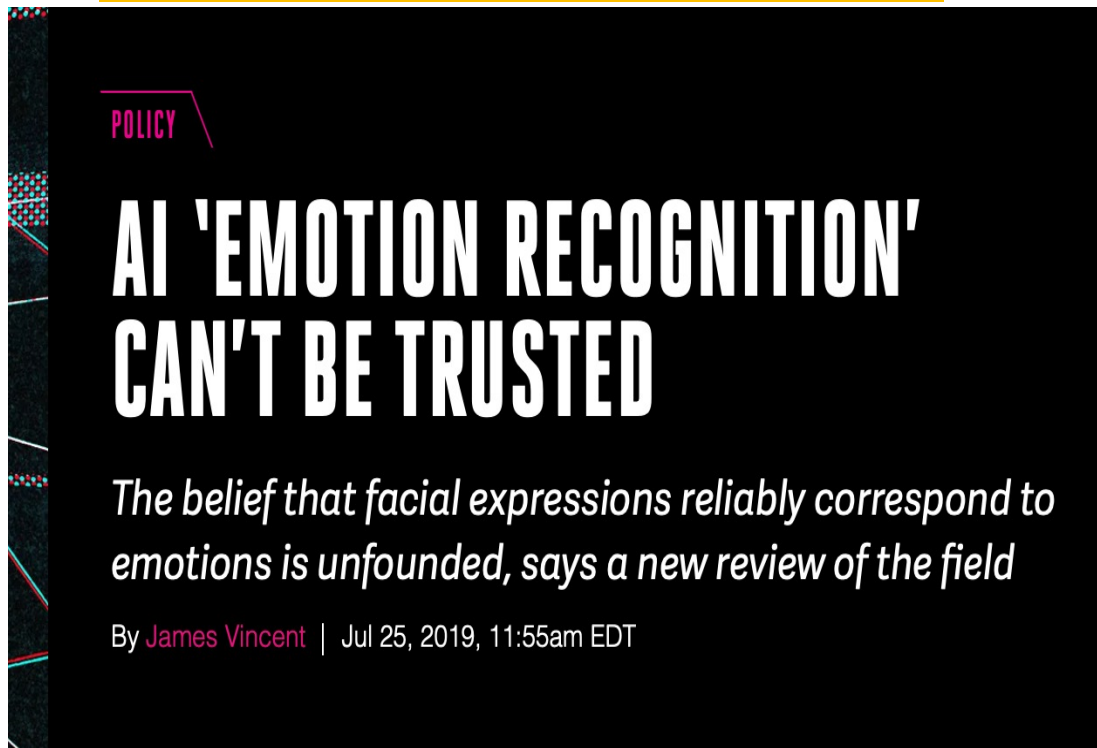 POLICY
AI ‘EMOTION RECOGNITION’
CAN’T BE TRUSTED
The belief that facial expressions reliably correspond to
emotions is unfounded, says a new review of the field
By James Vincent | Jul 25, 2019, 11:55am EDT